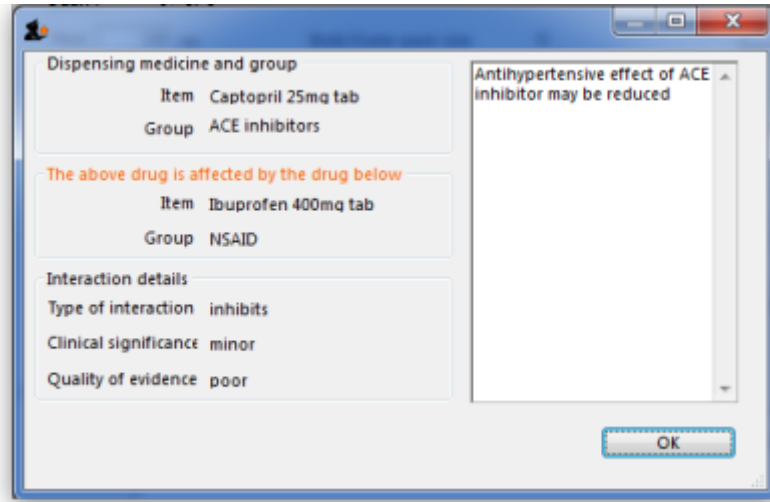 Dispensing medicine and group
Item Captopril 25mg tab
Group ACE inhibitors
The above drug is affected by the drug below
Item Ibuprofen 400mg tab
Group NSAID
Interaction details
Type of interaction inhibits
Clinical significance minor
Quality of evidence poor
Antihypertensive effect of ACE
inhibitor may be reduced
OK